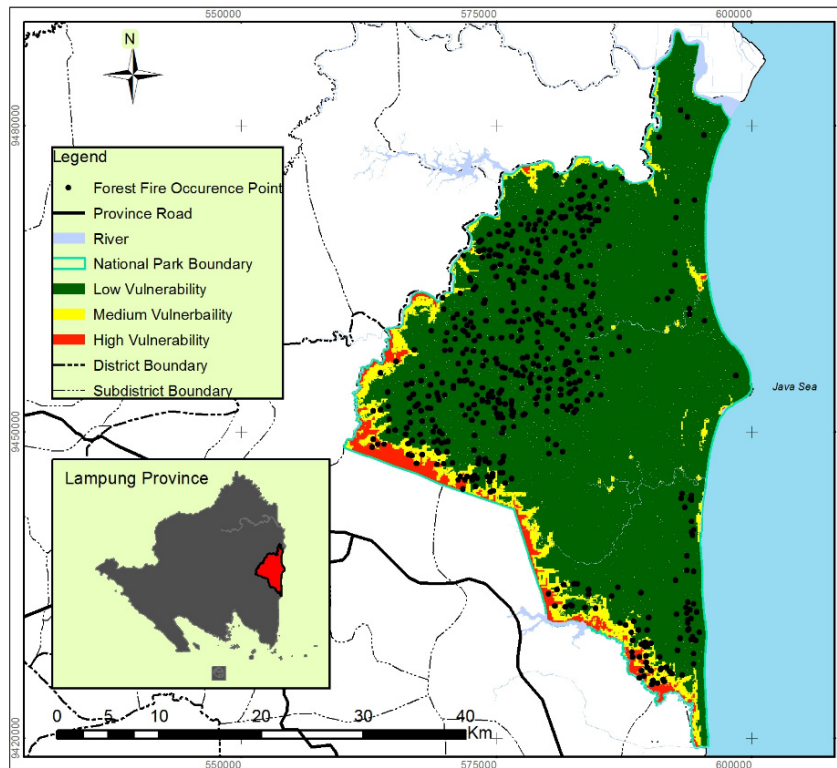 550000
575000
600000
N
9480000
Legend
Forest Fire Occurence Point
Province Road
River
National Park Boundary
Low Vulnerability
Medium Vulnerbaility
High Vulnerability
District Boundary
Subdistrict Boundary
Java Sea
9450000
Lampung Province
0
5
10
20
30
40
Km
9420000
550000
575000
600000